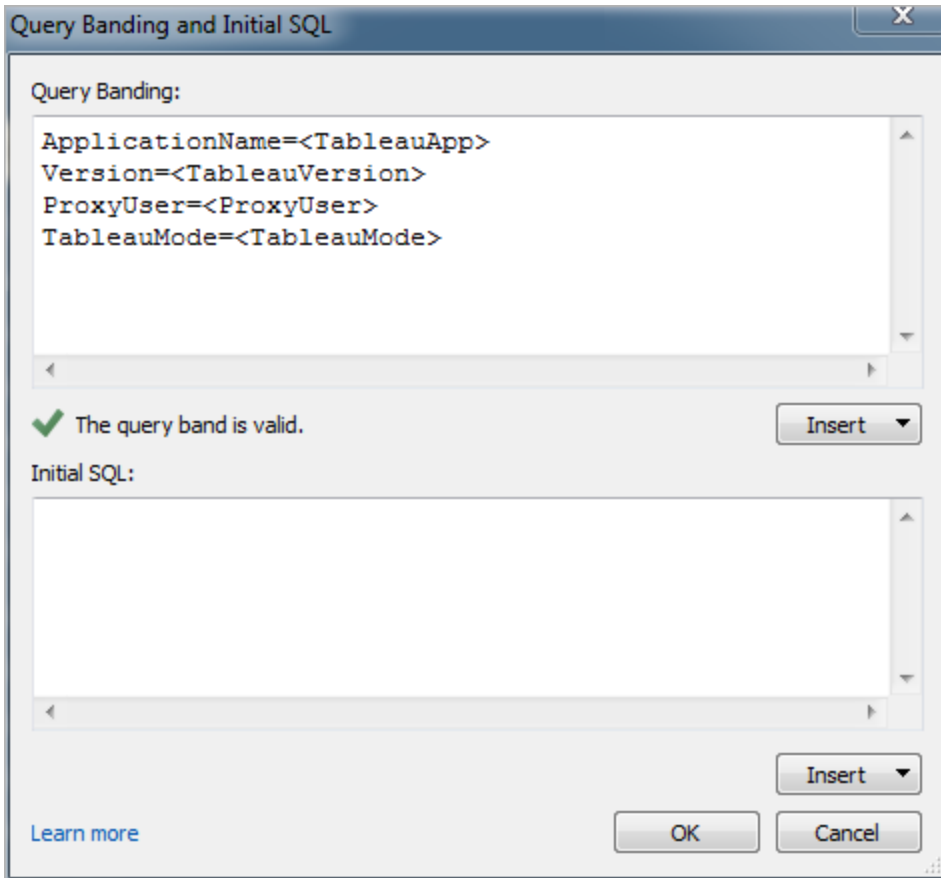 Query Banding and Initial SQL
Query Banding:
ApplicationName=<TableauApp>
Version=<TableauVersion>
ProxyUser=<ProxyUser>
TableauMode=<TableauMode>
The query band is valid.
Insert
Initial SQL:
Insert
Learn more
OK
Cancel